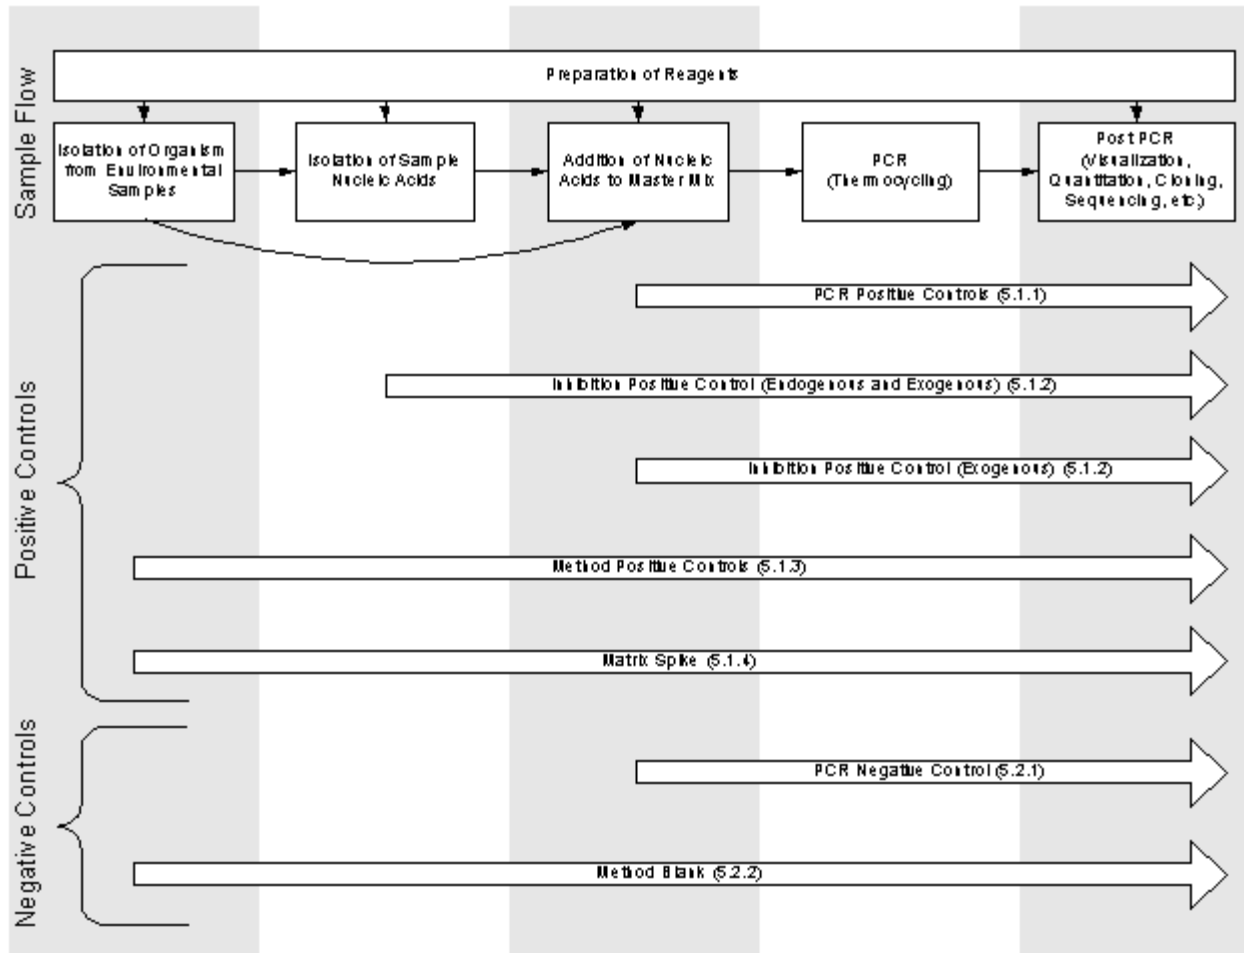 Sample Flow
Preparation of Reagents
Isolation of Organism
from Environmental
Samples
Isolation of Sample
Nucleic Acids
Addition of Nucleic
Acids to Master Mix
PCR
(Thermocycling)
Post PCR
(Visualization,
Quantitation, Cloning,
Sequencing, etc)
Positive Controls
PCR Positive Controls (5.1.1)
Inhibition Positive Control (Endogenous and Exogenous) (5.1.2)
Inhibition Positive Control (Exogenous) (5.1.2)
Method Positive Controls (5.1.3)
Matrix Spike (5.1.4)
Negative Controls
PCR Negative Control (5.2.1)
Method Blank (5.2.2)